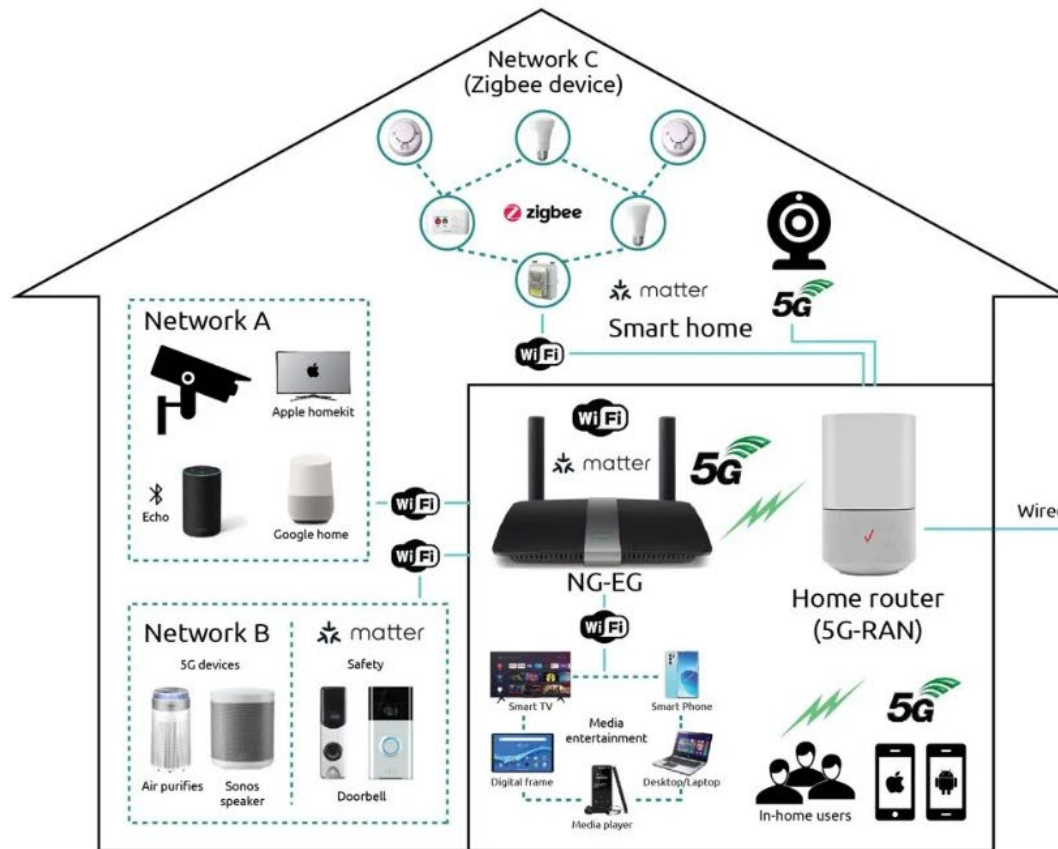 Network C
(Zigbee device)
zigbee
5G
matter
Smart home
WiFi
Network A
Apple homekit
Echo
Google home
WiFi
WiFi
WiFi
matter
5G
NG-EG
WiFi
Home router
(5G-RAN)
Wired
Network B
matter
5G devices
Safety
Air purifies
Sonos
speaker
Doorbell
Smart TV
Smart Phone
Media
entertainment
Digital frame
Desktop/Laptop
Media player
5G
In-home users